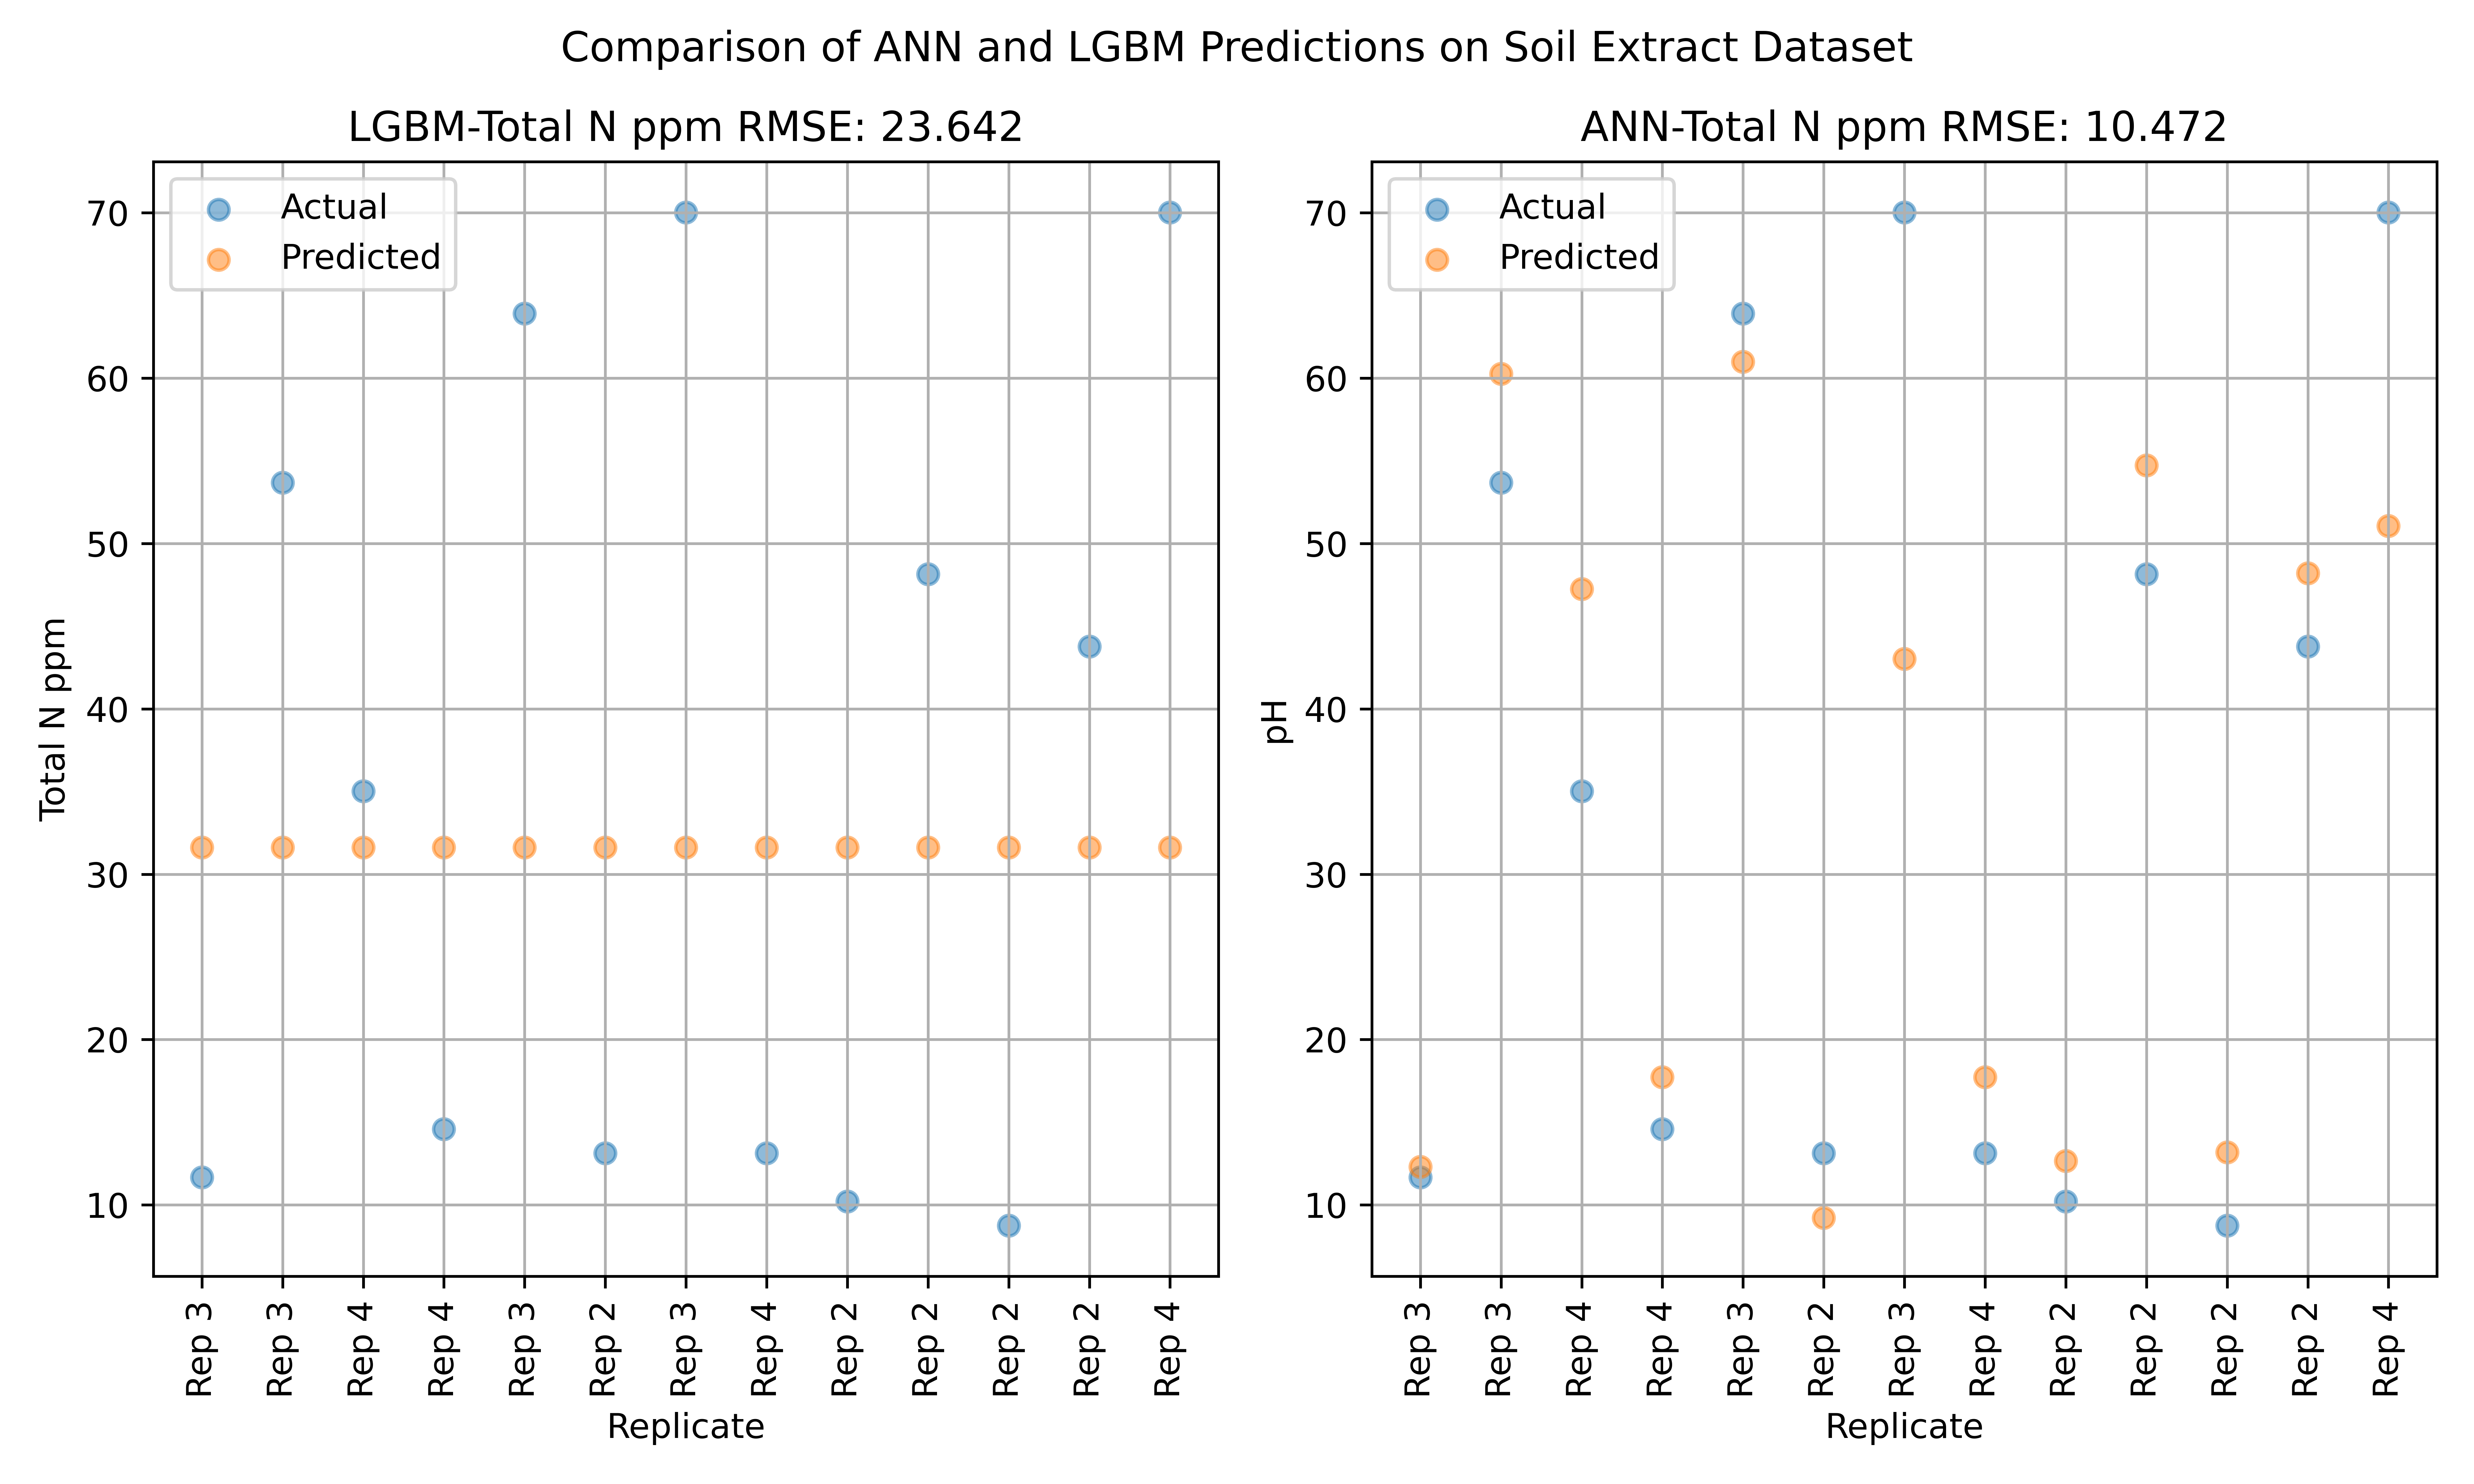 Comparison of ANN and LGBM Predictions on Soil Extract Dataset
LGBM-Total N ppm RMSE: 23.642
Actual
Predicted
Total N ppm
70
60
50
40
30
20
10
Rep 3
Rep 3
Rep 4
Rep 4
Rep 3
Rep 2
Rep 3
Rep 4
Rep 2
Rep 2
Rep 2
Rep 2
Rep 4
Replicate
ANN-Total N ppm RMSE: 10.472
Actual
Predicted
pH
70
60
50
40
30
20
10
Rep 3
Rep 3
Rep 4
Rep 4
Rep 3
Rep 2
Rep 3
Rep 4
Rep 2
Rep 2
Rep 2
Rep 2
Rep 4
Replicate